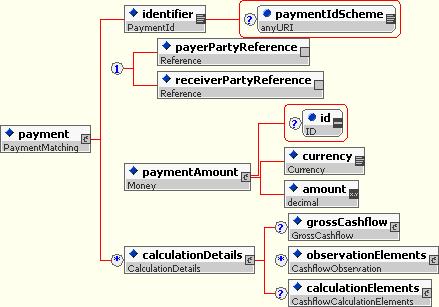 identifier
PaymentId
?
paymentIdScheme
anyURI
payerPartyReference
Reference
1
receiverPartyReference
Reference
payment
PaymentMatching
paymentAmount
Money
?
id
ID
currency
Currency
amount
decimal
*
calculationDetails
CalculationDetails
?
grossCashflow
GrossCashflow
*
observationElements
CashflowObservation
?
calculationElements
CashflowCalculationElements